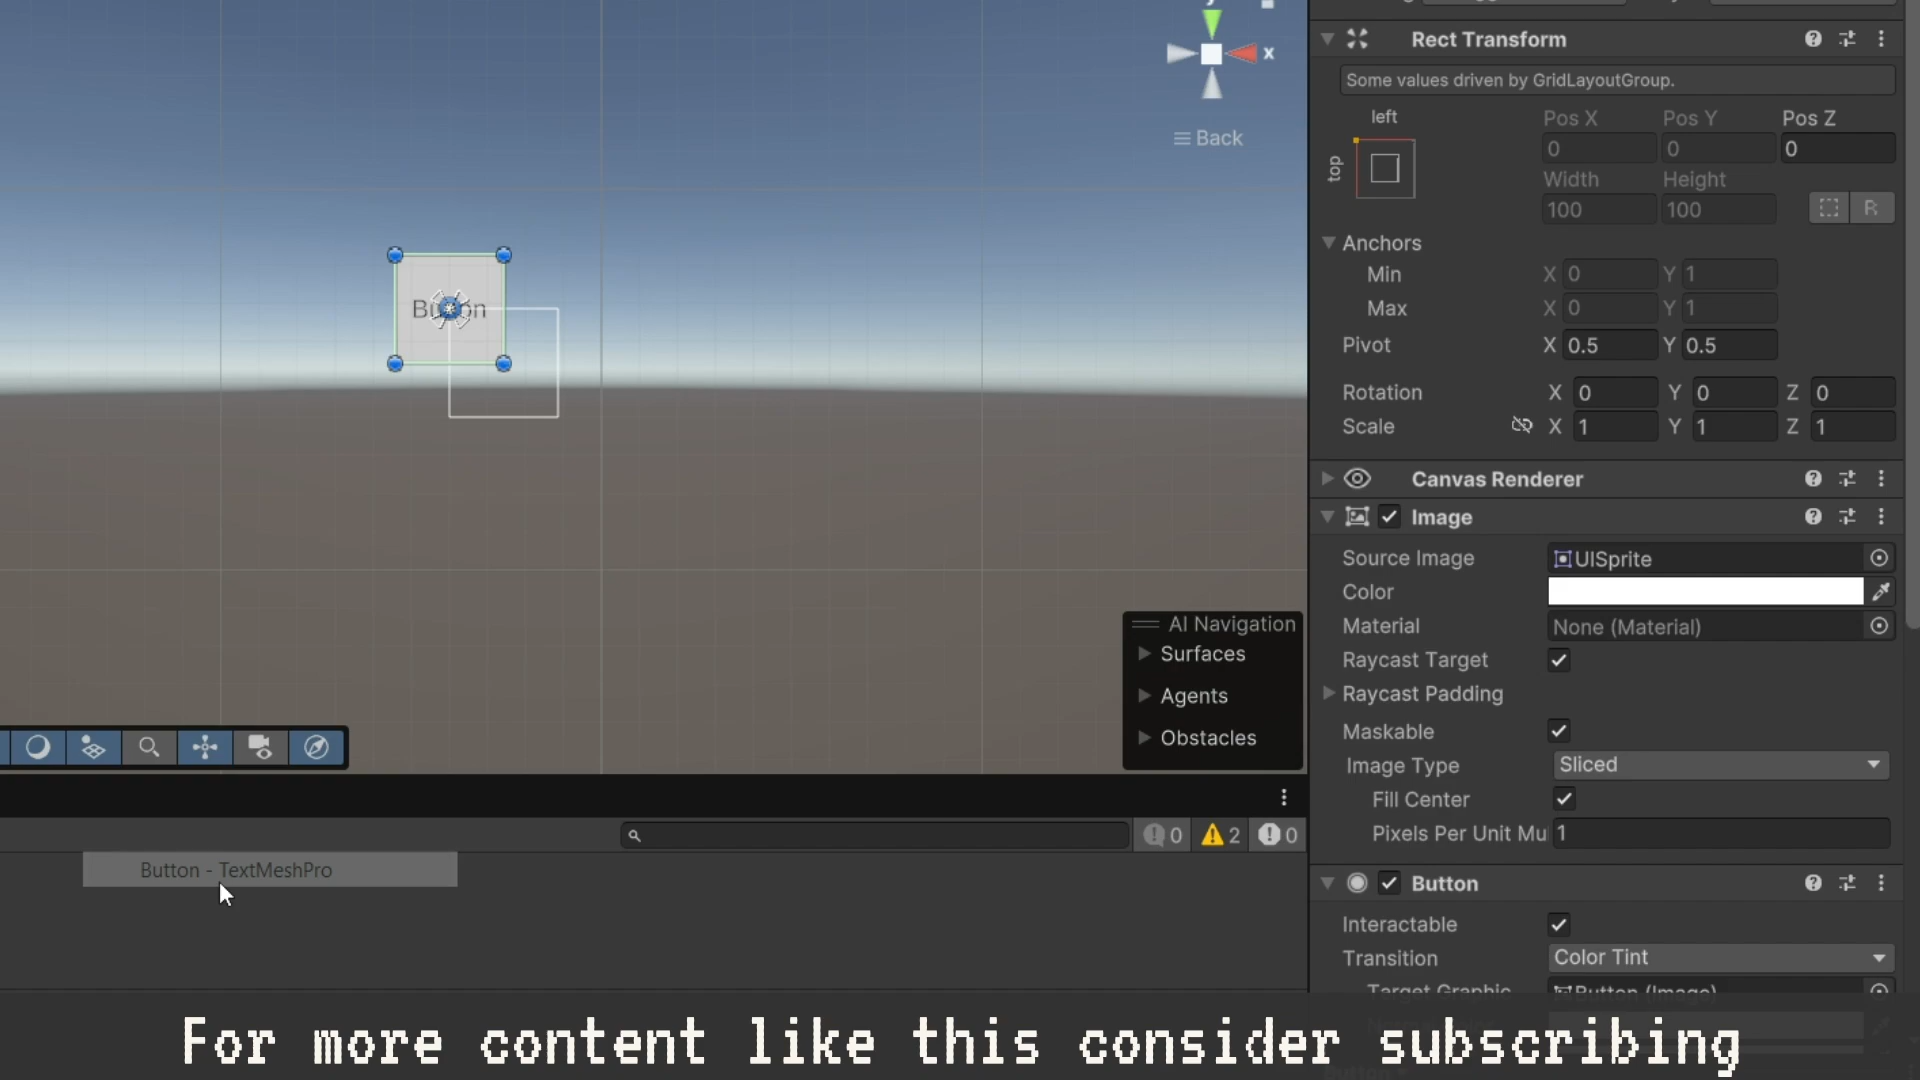 Rect Transform
Some values driven by GridLayoutGroup.
left
Pos X Pos Y Pos Z
top
0 0 0
Width Height
100 100
R
Anchors
Min X 0 Y 1
Max X 0 Y 1
Pivot X 0.5 Y 0.5
Rotation X 0 Y 0 Z 0
Scale X 1 Y 1 Z 1
Canvas Renderer
Image
Source Image UISprite
Color
Material None (Material)
Raycast Target
Raycast Padding
Maskable
Image Type Sliced
Fill Center
Pixels Per Unit Mu 1
Button
Interactable
Transition Color Tint
Target Graphic Button (Image)
x
Back
Button
AI Navigation
Surfaces
Agents
Obstacles
0 2 0
Button - TextMeshPro
For more content like this consider subscribing